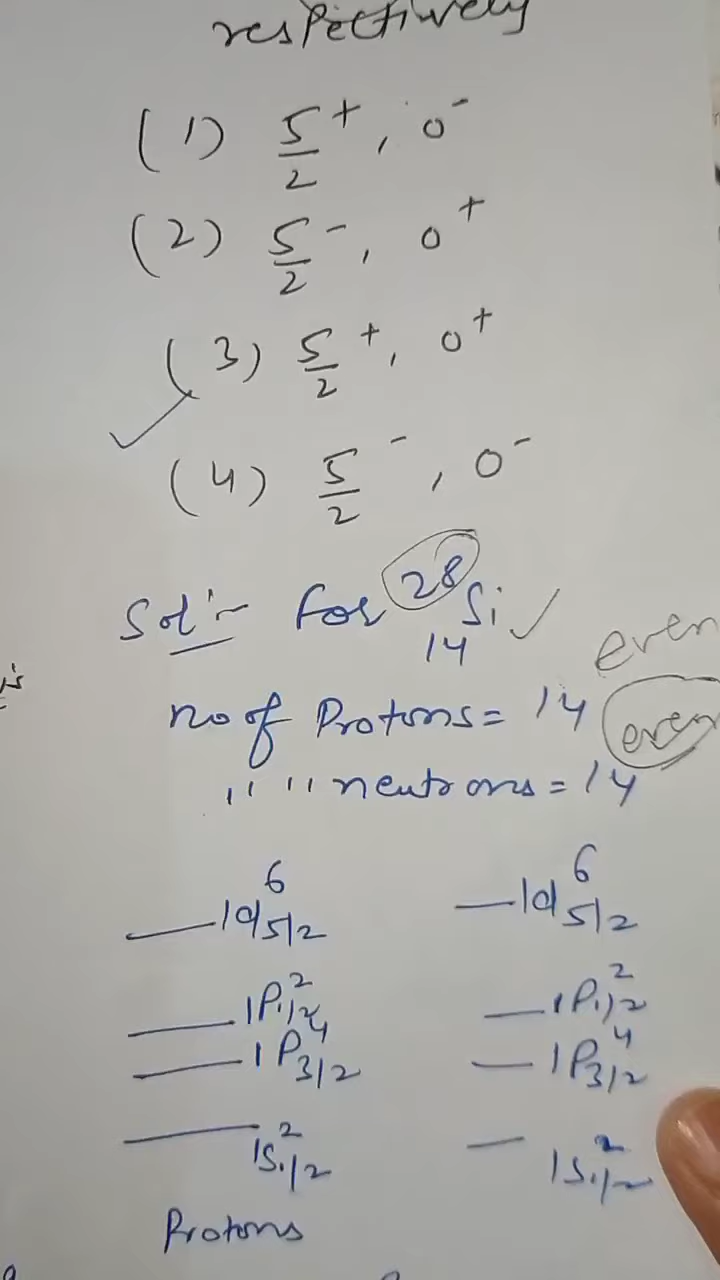 respectively
(1) 5/2 +, 0-
(2) 5/2 -, 0+
(3) 5/2 +, 0+
(4) 5/2 -, 0-
Sol":- for 28 14 Si
even
no of Protons = 14 even
" " neutrons = 14
1d5/2 6 1d5/2 6
1P1/2 2 1P1/2 2
1P3/2 4 1P3/2 4
1S1/2 2 1S1/2 2
Protons